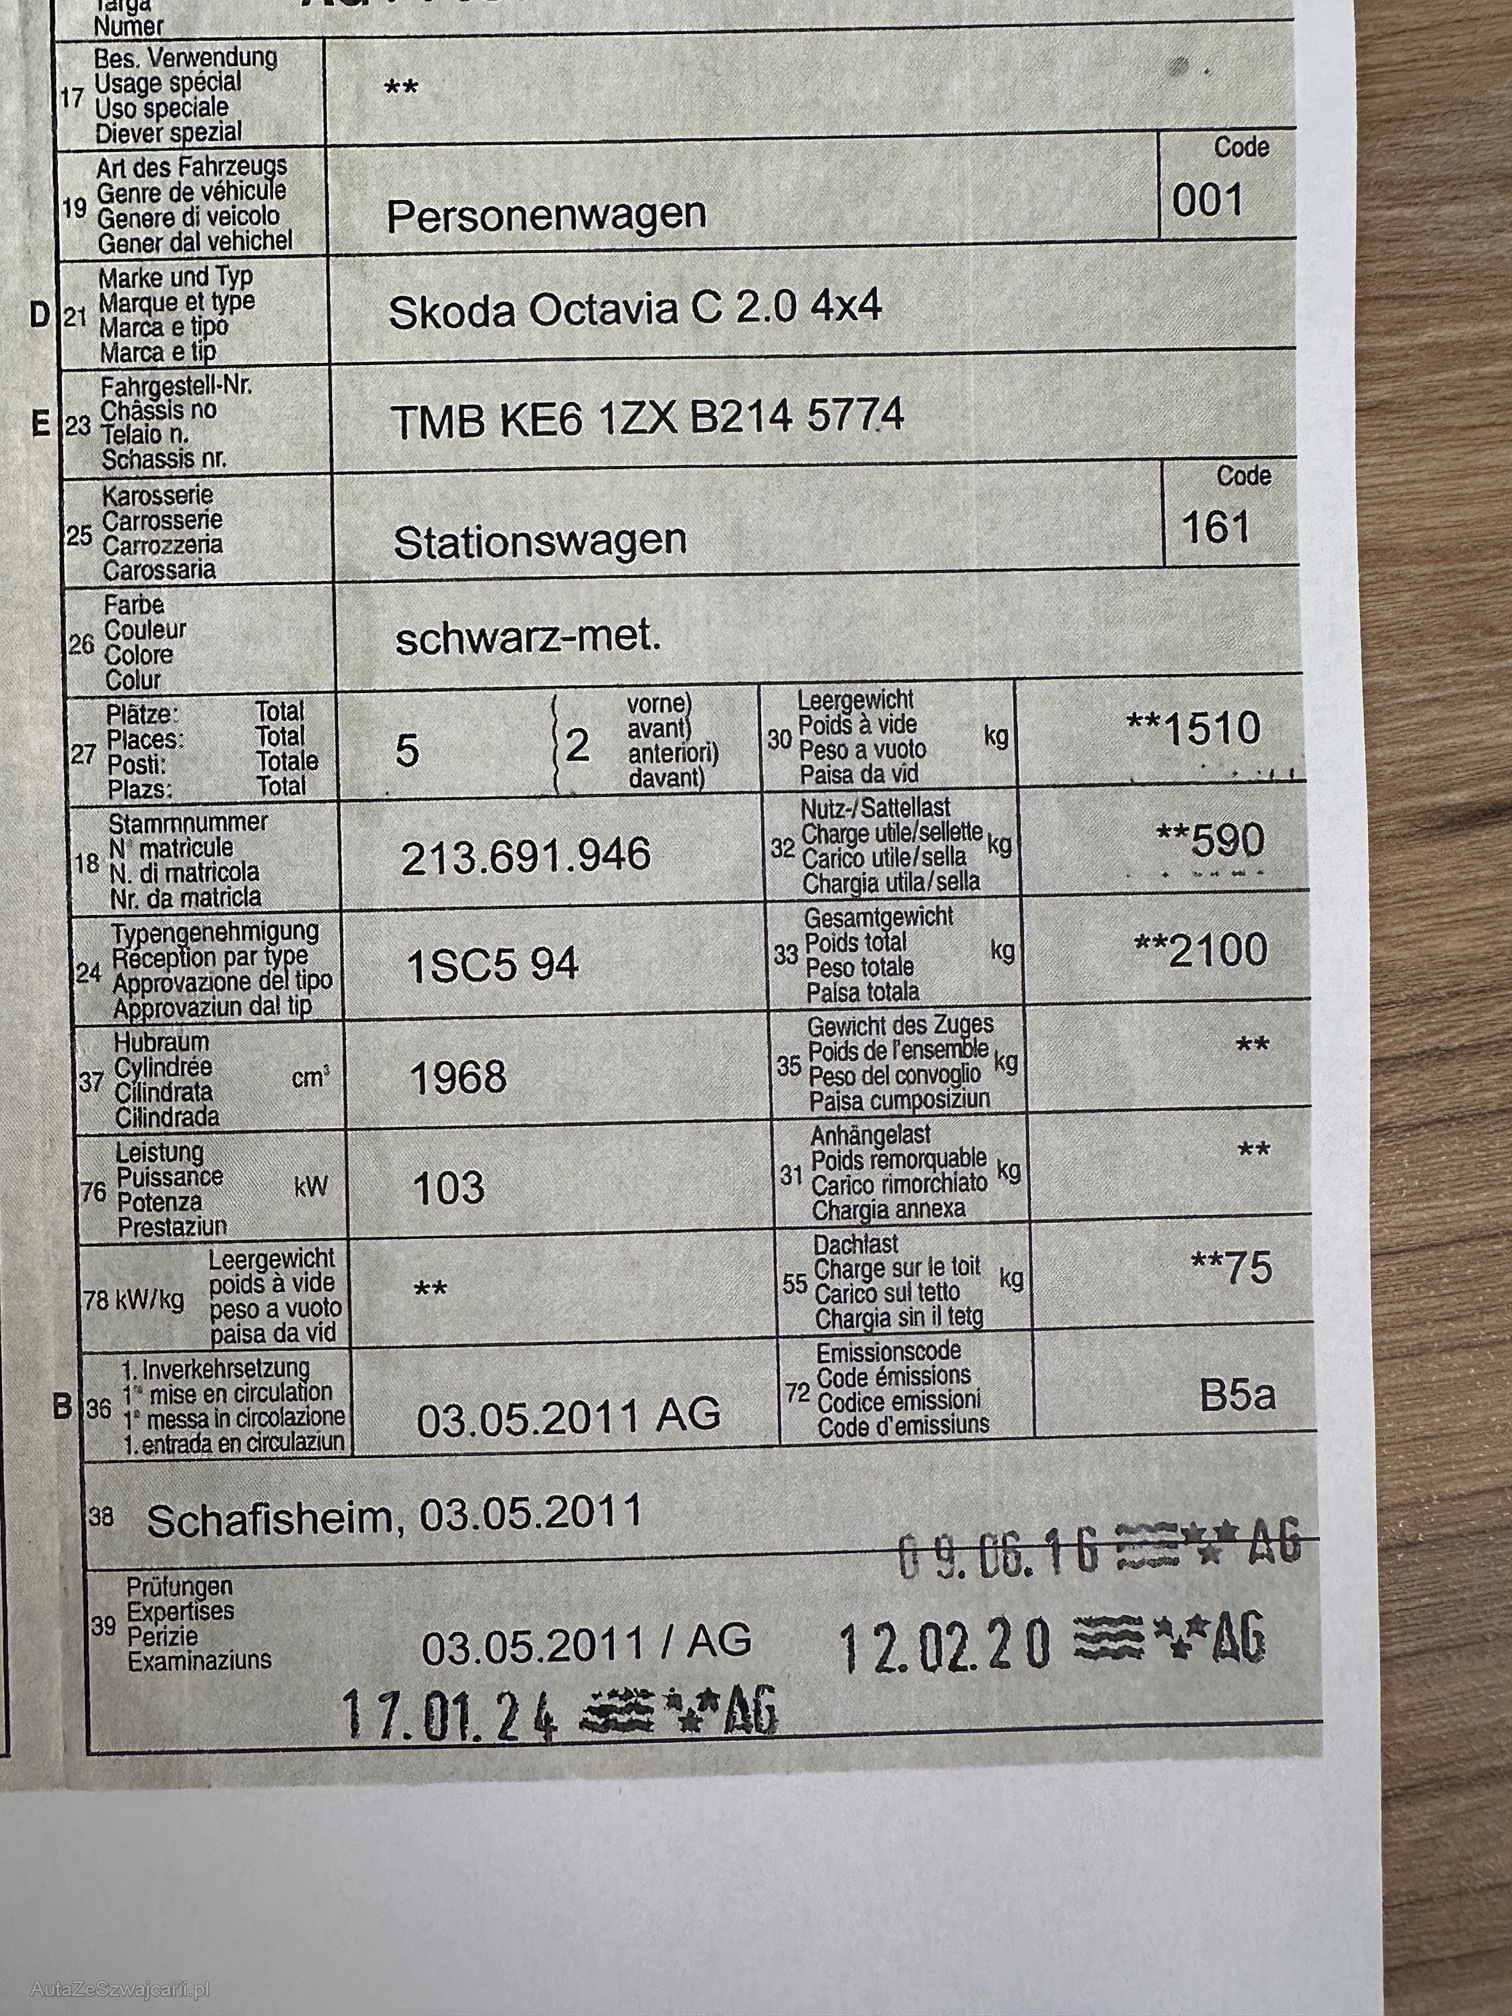 Targa
Numer
17 Bes. Verwendung
Usage spécial
Uso speciale
Diever spezial
**
19 Art des Fahrzeugs
Genre de véhicule
Genere di veicolo
Gener dal vehichel
Personenwagen
Code
001
D 21 Marke und Typ
Marque et type
Marca e tipo
Marca e tip
Skoda Octavia C 2.0 4x4
E 23 Fahrgestell-Nr.
Châssis no
Telaio n.
Schassis nr.
TMB KE6 1ZX B214 5774
25 Karosserie
Carrosserie
Carrozzeria
Carossaria
Stationswagen
Code
161
26 Farbe
Couleur
Colore
Colur
schwarz-met.
27 Plätze: Total
Places: Total
Posti: Totale
Plazs: Total
5
2
vorne)
avant)
anteriori)
davant)
30 Leergewicht
Poids à vide
Peso a vuoto
Paisa da vid
kg
**1510
18 Stammnummer
N° matricule
N. di matricola
Nr. da matricla
213.691.946
32 Nutz-/Sattellast
Charge utile/sellette
Carico utile/sella
Chargia utila/sella
kg
**590
24 Typengenehmigung
Réception par type
Approvazione del tipo
Approvaziun dal tip
1SC5 94
33 Gesamtgewicht
Poids total
Peso totale
Paisa totala
kg
**2100
37 Hubraum
Cylindrée
Cilindrata
Cilindrada
cm³
1968
35 Gewicht des Zuges
Poids de l'ensemble
Peso del convoglio
Paisa cumposiziun
kg
**
76 Leistung
Puissance
Potenza
Prestaziun
kW
103
31 Anhängelast
Poids remorquable
Carico rimorchiato
Chargia annexa
kg
**
78 kW/kg Leergewicht
poids à vide
peso a vuoto
paisa da vid
**
55 Dachlast
Charge sur le toit
Carico sul tetto
Chargia sin il tetg
kg
**75
B 36 1. Inverkehrsetzung
1re mise en circulation
1a messa in circolazione
1. entrada en circulaziun
03.05.2011 AG
72 Emissionscode
Code émissions
Codice emissioni
Code d'emissiuns
B5a
38 Schafisheim, 03.05.2011
09.06.16 AG
39 Prüfungen
Expertises
Perizie
Examinaziuns
03.05.2011 / AG
12.02.20 AG
17.01.24 AG
AutaZeSzwajcarii.pl